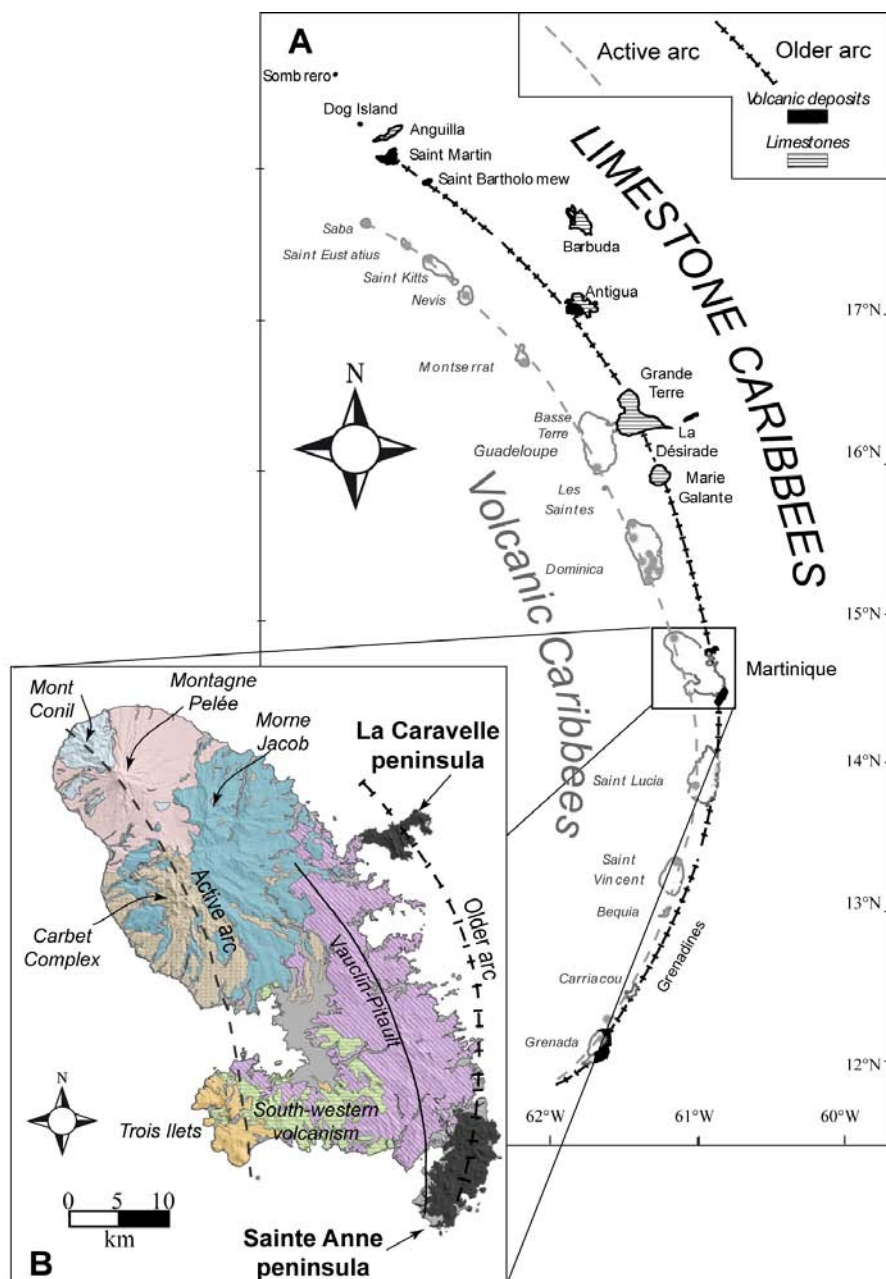 A
Active arc
Older arc
Volcanic deposits
Limestones
Sombrero
Dog Island
Anguilla
Saint Martin
Saint Bartholomew
LIMESTONE CARIBBEES
Saba
Saint Eustatius
Saint Kitts
Nevis
Barbuda
Antigua
17°N
Montserrat
Grande
Terre
N
Basse
Terre
Guadeloupe
La
Désirade
16°N
Marie
Galante
Les
Saintes
Volcanic Caribbees
Dominica
15°N
Martinique
14°N
Saint Lucia
Saint
Vincent
13°N
Bequia
Grenadines
Carriacou
Grenada
12°N
62°W
61°W
60°W
Mont
Conil
Montagne
Pelée
Morne
Jacob
La Caravelle
peninsula
Active arc
Older arc
Carbet
Complex
Vauclin-Pitault
N
Trois Ilets
South-western
volcanism
0 5 10
km
Sainte Anne
peninsula
B